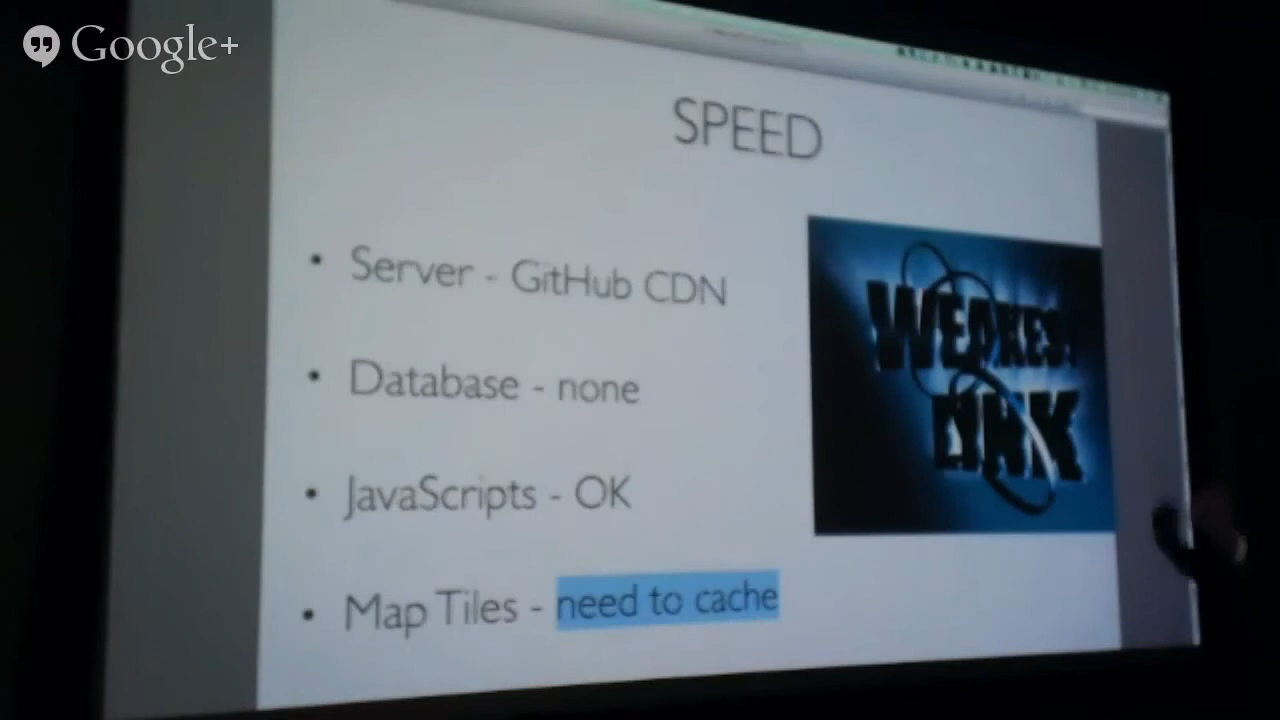 Google+
SPEED
• Server - GitHub CDN
• Database - none
• JavaScripts - OK
• Map Tiles - need to cache
WEAKEST
LINK